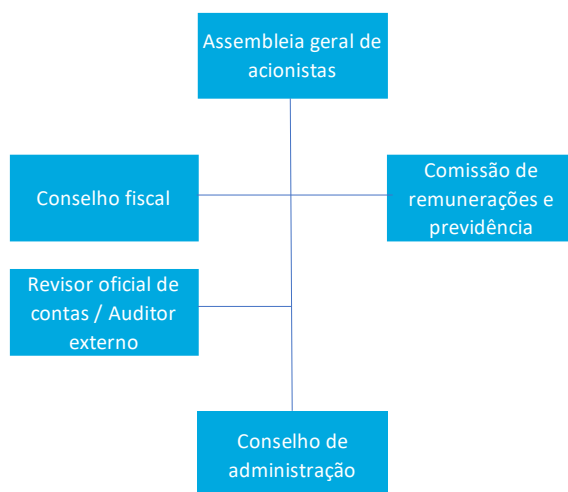 Assembleia geral de
acionistas
Conselho fiscal
Comissão de
remunerações e
previdência
Revisor oficial de
contas / Auditor
externo
Conselho de
administração